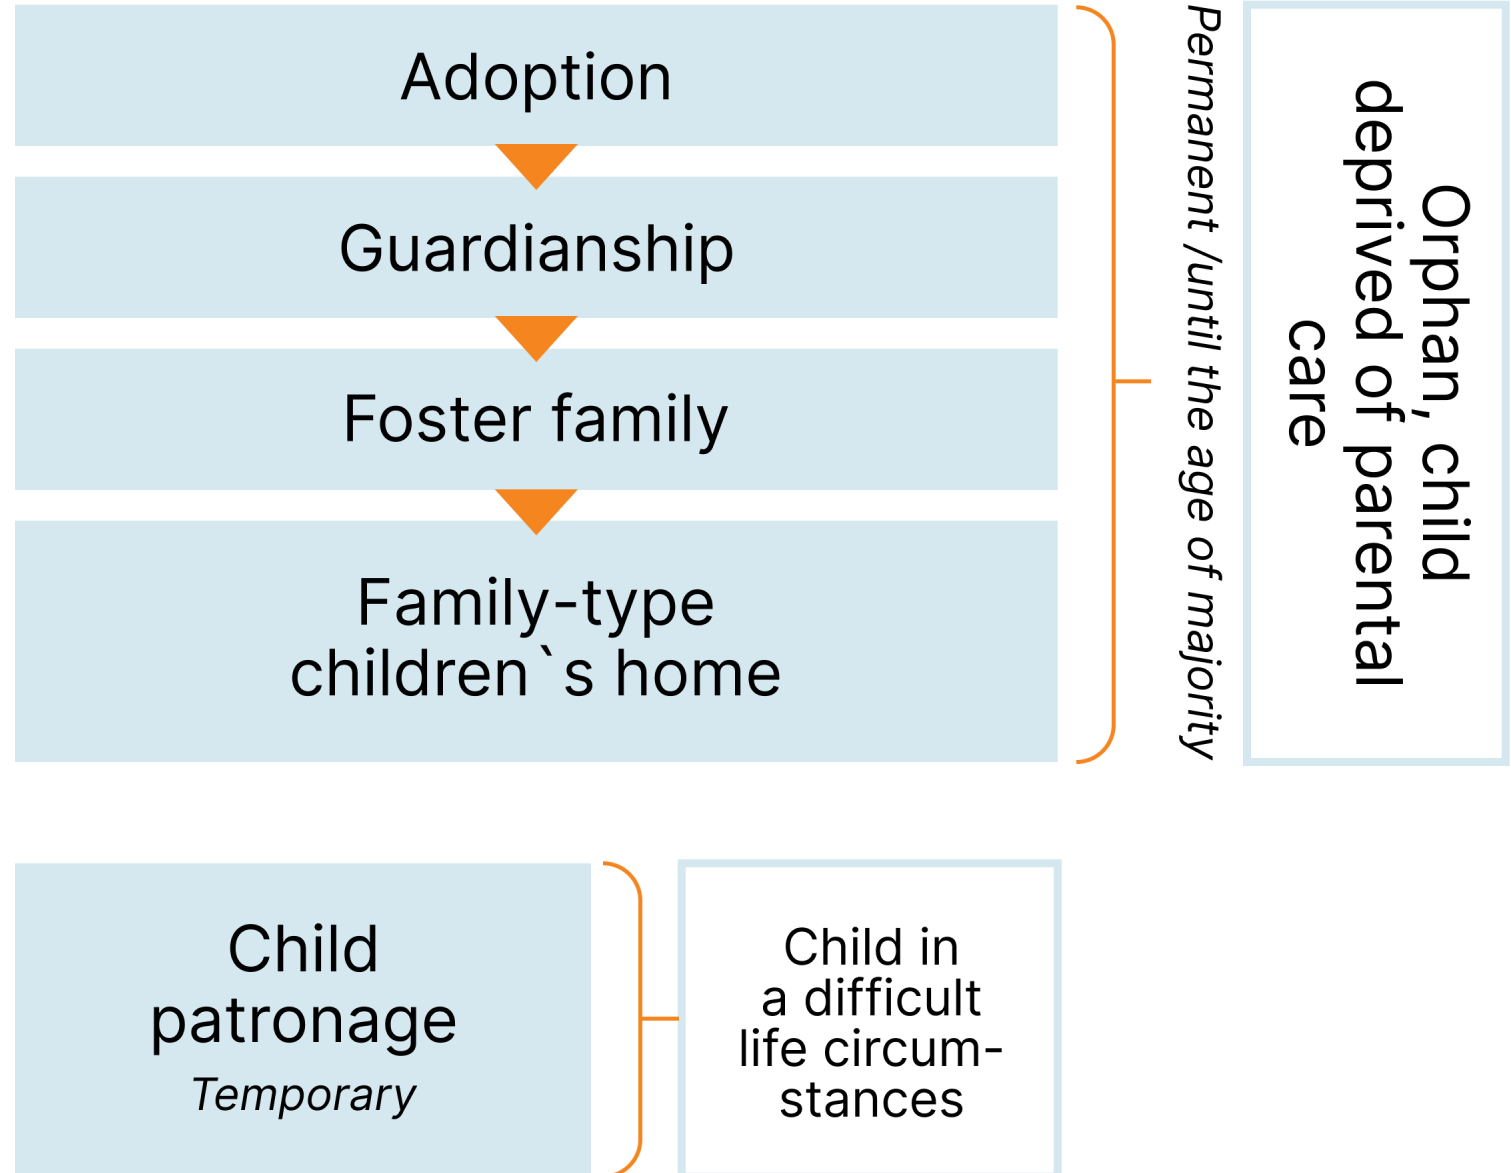 Adoption
Guardianship
Foster family
Family-type
children`s home
Permanent /until the age of majority
Orphan, child
deprived of parental
care
Child
patronage
Temporary
Child in
a difficult
life circum-
stances